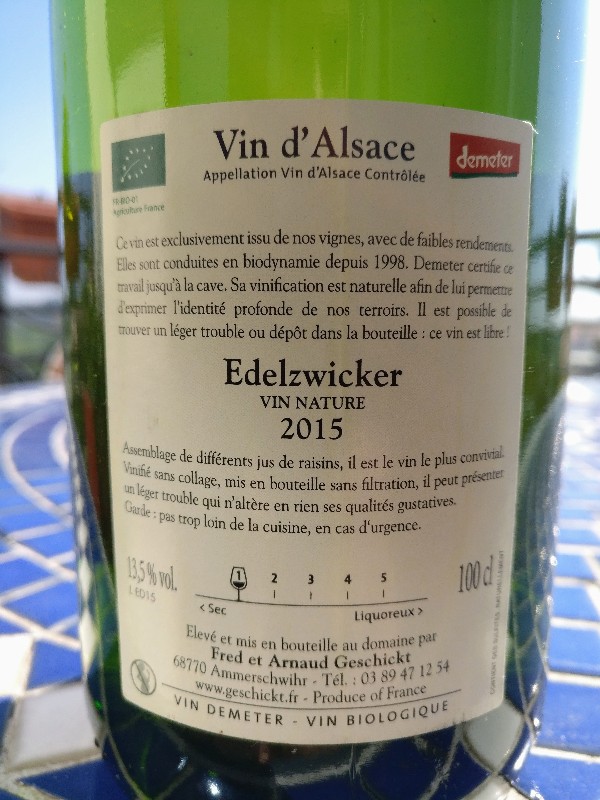 Vin d'Alsace
Appellation Vin d'Alsace Contrôlée
demeter
FR-BIO-01
Agriculture France
Ce vin est exclusivement issu de nos vignes, avec de faibles rendements.
Elles sont conduites en biodynamie depuis 1998. Demeter certifie ce
travail jusqu'à la cave. Sa vinification est naturelle afin de lui permettre
d'exprimer l'identité profonde de nos terroirs. Il est possible de
trouver un léger trouble ou dépôt dans la bouteille : ce vin est libre !
Edelzwicker
VIN NATURE
2015
Assemblage de différents jus de raisins, il est le vin le plus convivial.
Vinifié sans collage, mis en bouteille sans filtration, il peut présenter
un léger trouble qui n'altère en rien ses qualités gustatives.
Garde : pas trop loin de la cuisine, en cas d'urgence.
13,5 % vol.
L ED15
1 2 3 4 5
< Sec Liquoreux >
100 cl
CONTIENT DES SULFITES NATURELLEMENT
Elevé et mis en bouteille au domaine par
Fred et Arnaud Geschickt
68770 Ammerschwihr - Tél. : 03 89 47 12 54
www.geschickt.fr - Produce of France
VIN DEMETER - VIN BIOLOGIQUE